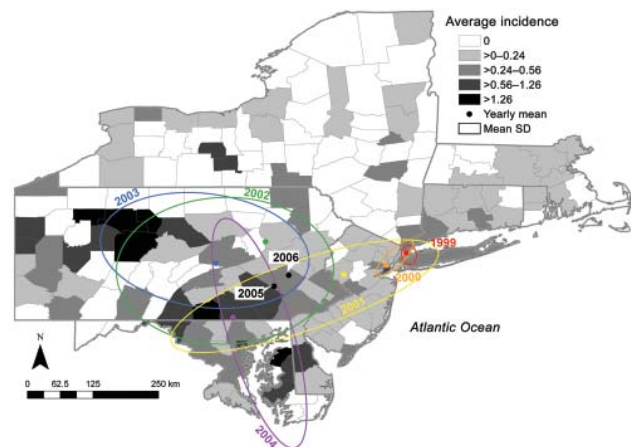 Average incidence
0
>0–0.24
>0.24–0.56
>0.56–1.26
>1.26
Yearly mean
Mean SD
2003
2002
1999
2006
2000
2001
2005
Atlantic Ocean
N
0 62.5 125 250 km
2004